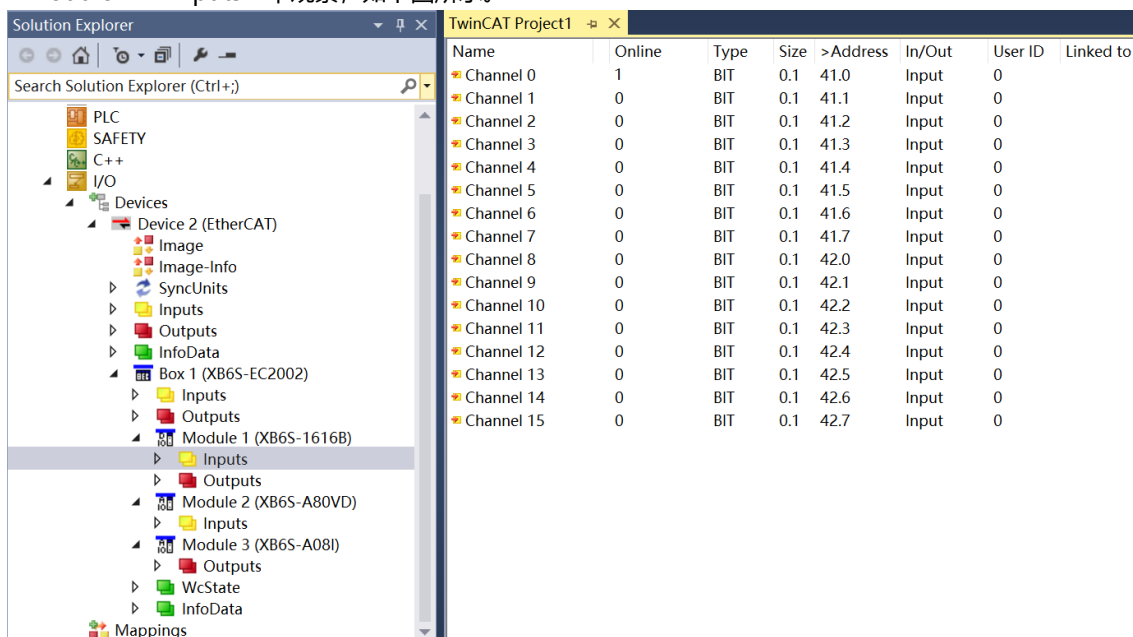 Solution Explorer
Search Solution Explorer (Ctrl+;)
PLC
SAFETY
C++
I/O
Devices
Device 2 (EtherCAT)
Image
Image-Info
SyncUnits
Inputs
Outputs
InfoData
Box 1 (XB6S-EC2002)
Inputs
Outputs
Module 1 (XB6S-1616B)
Inputs
Outputs
Module 2 (XB6S-A80VD)
Inputs
Module 3 (XB6S-A08I)
Outputs
WcState
InfoData
Mappings
TwinCAT Project1
Name Online Type Size >Address In/Out User ID Linked to
Channel 0 1 BIT 0.1 41.0 Input 0
Channel 1 0 BIT 0.1 41.1 Input 0
Channel 2 0 BIT 0.1 41.2 Input 0
Channel 3 0 BIT 0.1 41.3 Input 0
Channel 4 0 BIT 0.1 41.4 Input 0
Channel 5 0 BIT 0.1 41.5 Input 0
Channel 6 0 BIT 0.1 41.6 Input 0
Channel 7 0 BIT 0.1 41.7 Input 0
Channel 8 0 BIT 0.1 42.0 Input 0
Channel 9 0 BIT 0.1 42.1 Input 0
Channel 10 0 BIT 0.1 42.2 Input 0
Channel 11 0 BIT 0.1 42.3 Input 0
Channel 12 0 BIT 0.1 42.4 Input 0
Channel 13 0 BIT 0.1 42.5 Input 0
Channel 14 0 BIT 0.1 42.6 Input 0
Channel 15 0 BIT 0.1 42.7 Input 0